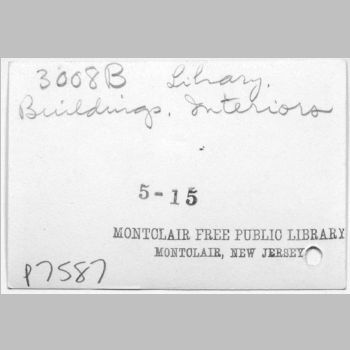 3008B Library.
Buildings. Interiors
5-15
MONTCLAIR FREE PUBLIC LIBRARY
MONTCLAIR, NEW JERSEY
p7587